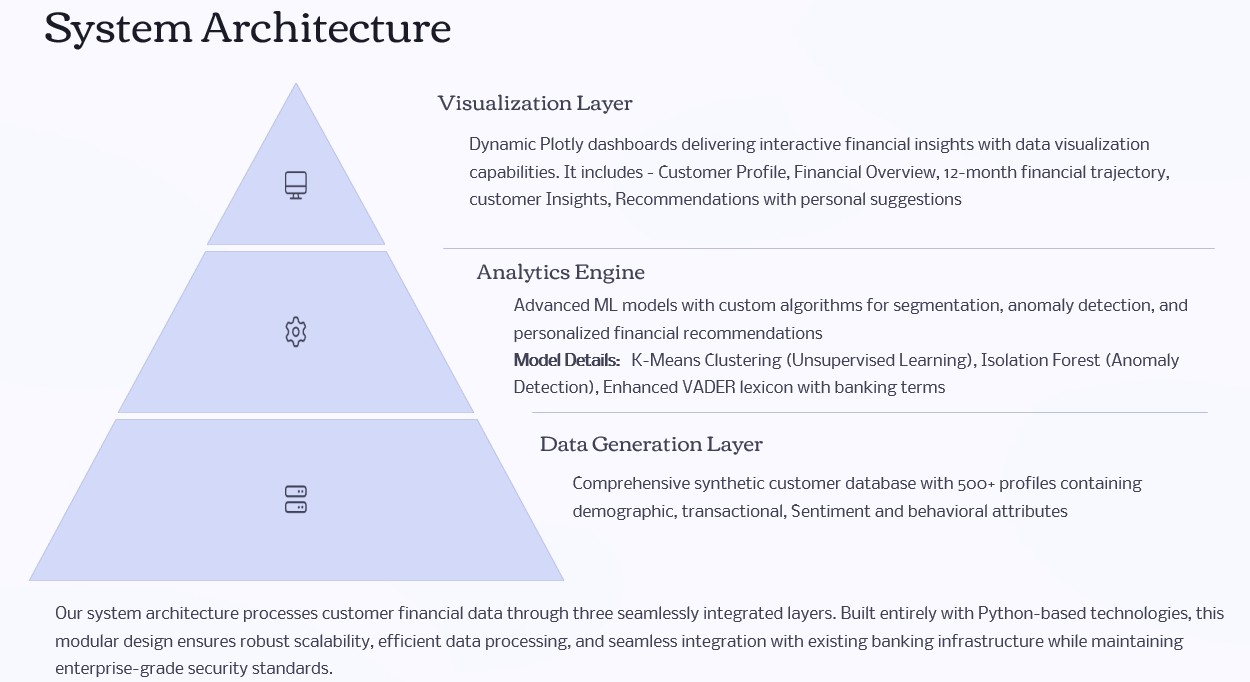 System Architecture
Visualization Layer
Dynamic Plotly dashboards delivering interactive financial insights with data visualization
capabilities. It includes - Customer Profile, Financial Overview, 12-month financial trajectory,
customer Insights, Recommendations with personal suggestions
Analytics Engine
Advanced ML models with custom algorithms for segmentation, anomaly detection, and
personalized financial recommendations
Model Details: K-Means Clustering (Unsupervised Learning), Isolation Forest (Anomaly
Detection), Enhanced VADER lexicon with banking terms
Data Generation Layer
Comprehensive synthetic customer database with 500+ profiles containing
demographic, transactional, Sentiment and behavioral attributes
Our system architecture processes customer financial data through three seamlessly integrated layers. Built entirely with Python-based technologies, this
modular design ensures robust scalability, efficient data processing, and seamless integration with existing banking infrastructure while maintaining
enterprise-grade security standards.